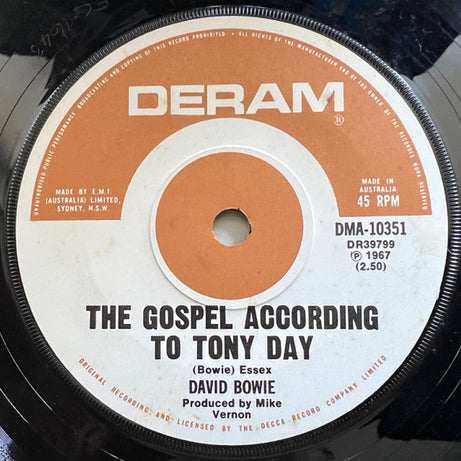 UNAUTHORISED PUBLIC PERFORMANCE BROADCASTING AND COPYING OF THIS RECORD PROHIBITED • ALL RIGHTS OF THE MANUFACTURER AND OF THE OWNER OF THE RECORDED WORK RESERVED
DERAM
®
MADE BY E.M.I.
(AUSTRALIA) LIMITED,
SYDNEY, N.S.W.
MADE IN
AUSTRALIA
45 RPM
DMA-10351
DR39799
Ⓟ 1967
(2.50)
THE GOSPEL ACCORDING
TO TONY DAY
(Bowie) Essex
DAVID BOWIE
Produced by Mike
Vernon
ORIGINAL RECORDING BY AND LICENSED BY THE DECCA RECORD COMPANY LIMITED